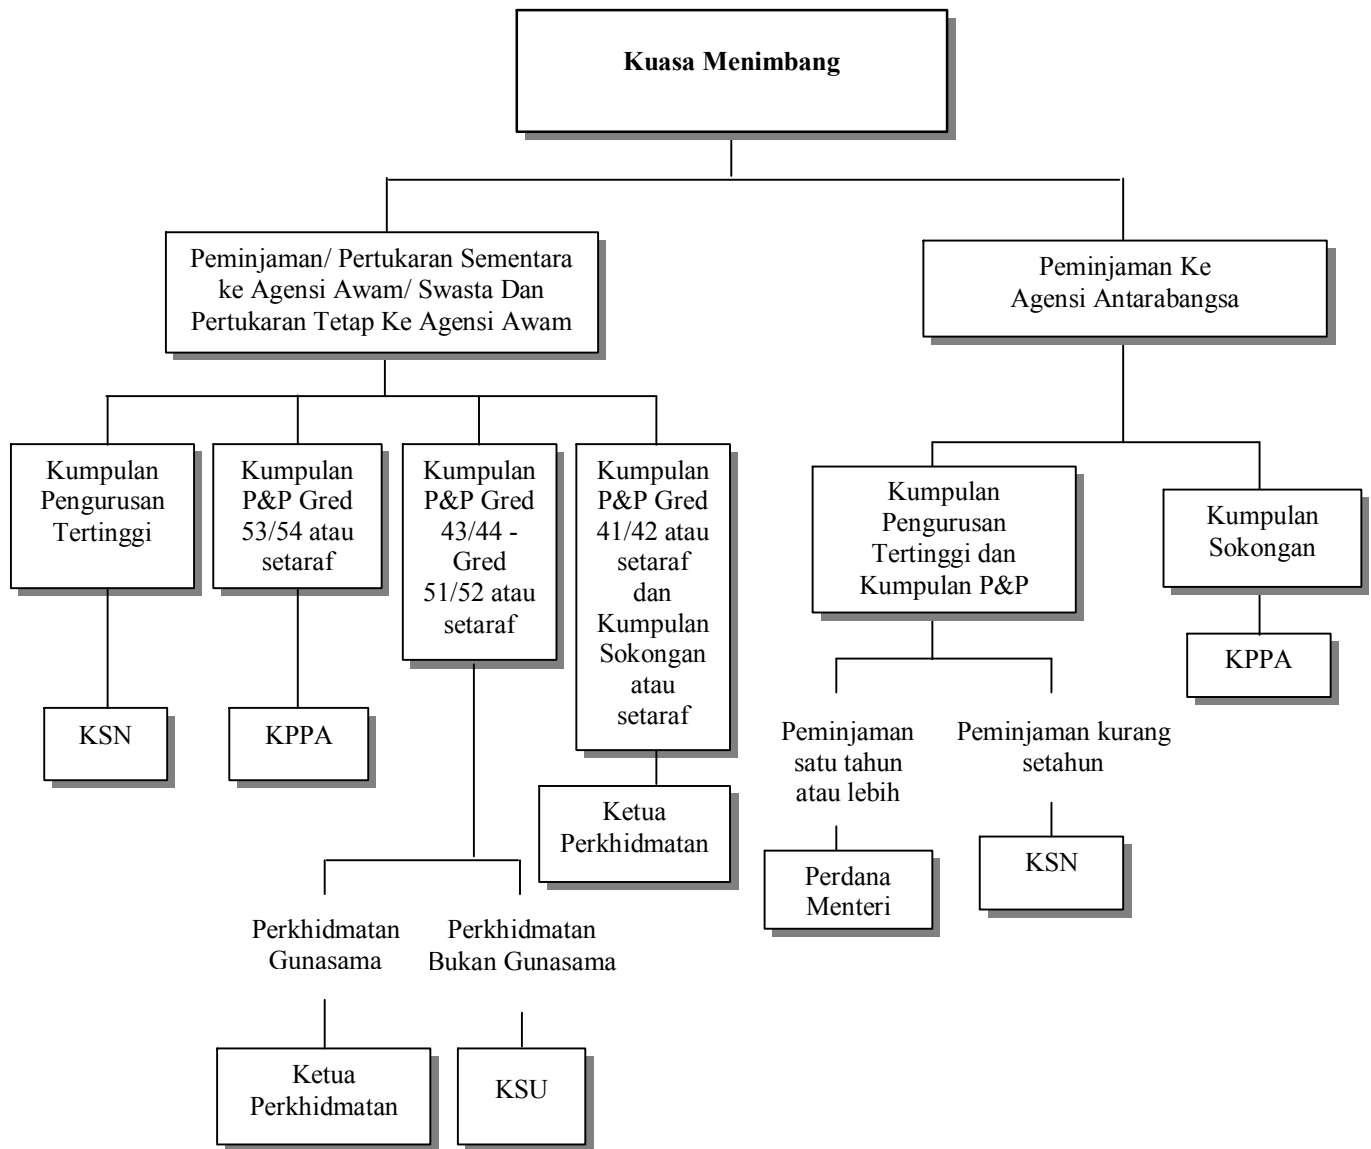 Kuasa Menimbang
Peminjaman/ Pertukaran Sementara
ke Agensi Awam/ Swasta Dan
Pertukaran Tetap Ke Agensi Awam
Peminjaman Ke
Agensi Antarabangsa
Kumpulan
Pengurusan
Tertinggi
Kumpulan
P&P Gred
53/54 atau
setaraf
Kumpulan
P&P Gred
43/44 -
Gred
51/52 atau
setaraf
Kumpulan
P&P Gred
41/42 atau
setaraf
dan
Kumpulan
Sokongan
atau
setaraf
Kumpulan
Pengurusan
Tertinggi dan
Kumpulan P&P
Kumpulan
Sokongan
KSN
KPPA
Ketua
Perkhidmatan
Peminjaman
satu tahun
atau lebih
Peminjaman kurang
setahun
KPPA
Perdana
Menteri
KSN
Perkhidmatan
Gunasama
Perkhidmatan
Bukan Gunasama
Ketua
Perkhidmatan
KSU